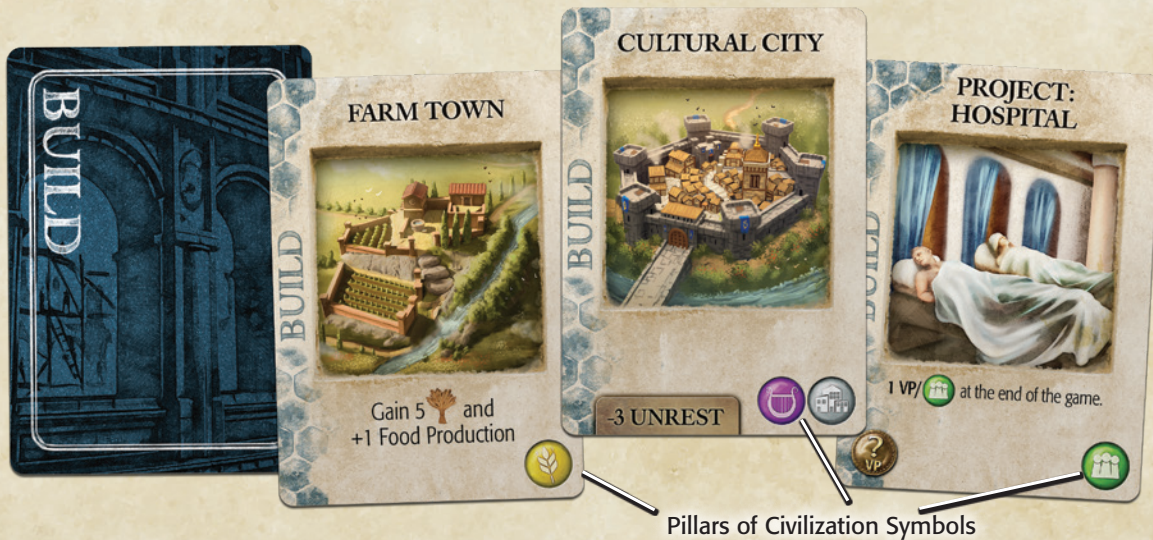 BUILD
FARM TOWN
BUILD
Gain 5 and
+1 Food Production
CULTURAL CITY
BUILD
-3 UNREST
PROJECT:
HOSPITAL
BUILD
1 VP/ at the end of the game.
?
VP
Pillars of Civilization Symbols